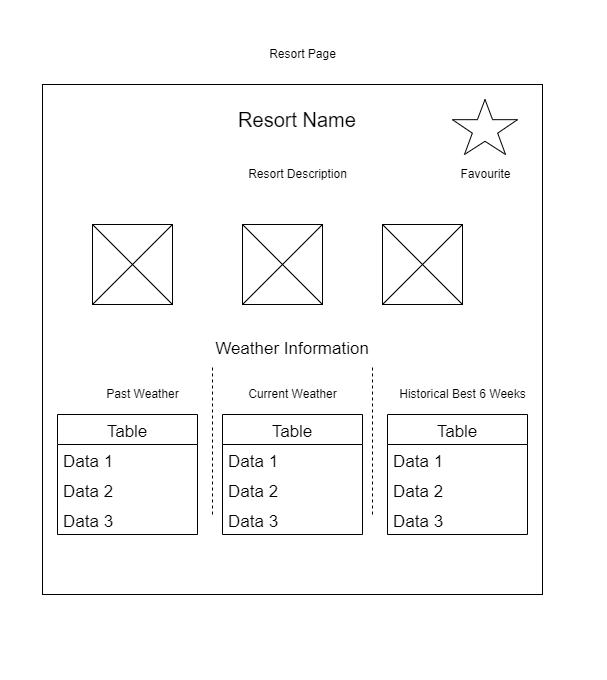 Resort Page
Resort Name
Resort Description
Favourite
Weather Information
Past Weather
Current Weather
Historical Best 6 Weeks
Table
Data 1
Data 2
Data 3
Table
Data 1
Data 2
Data 3
Table
Data 1
Data 2
Data 3